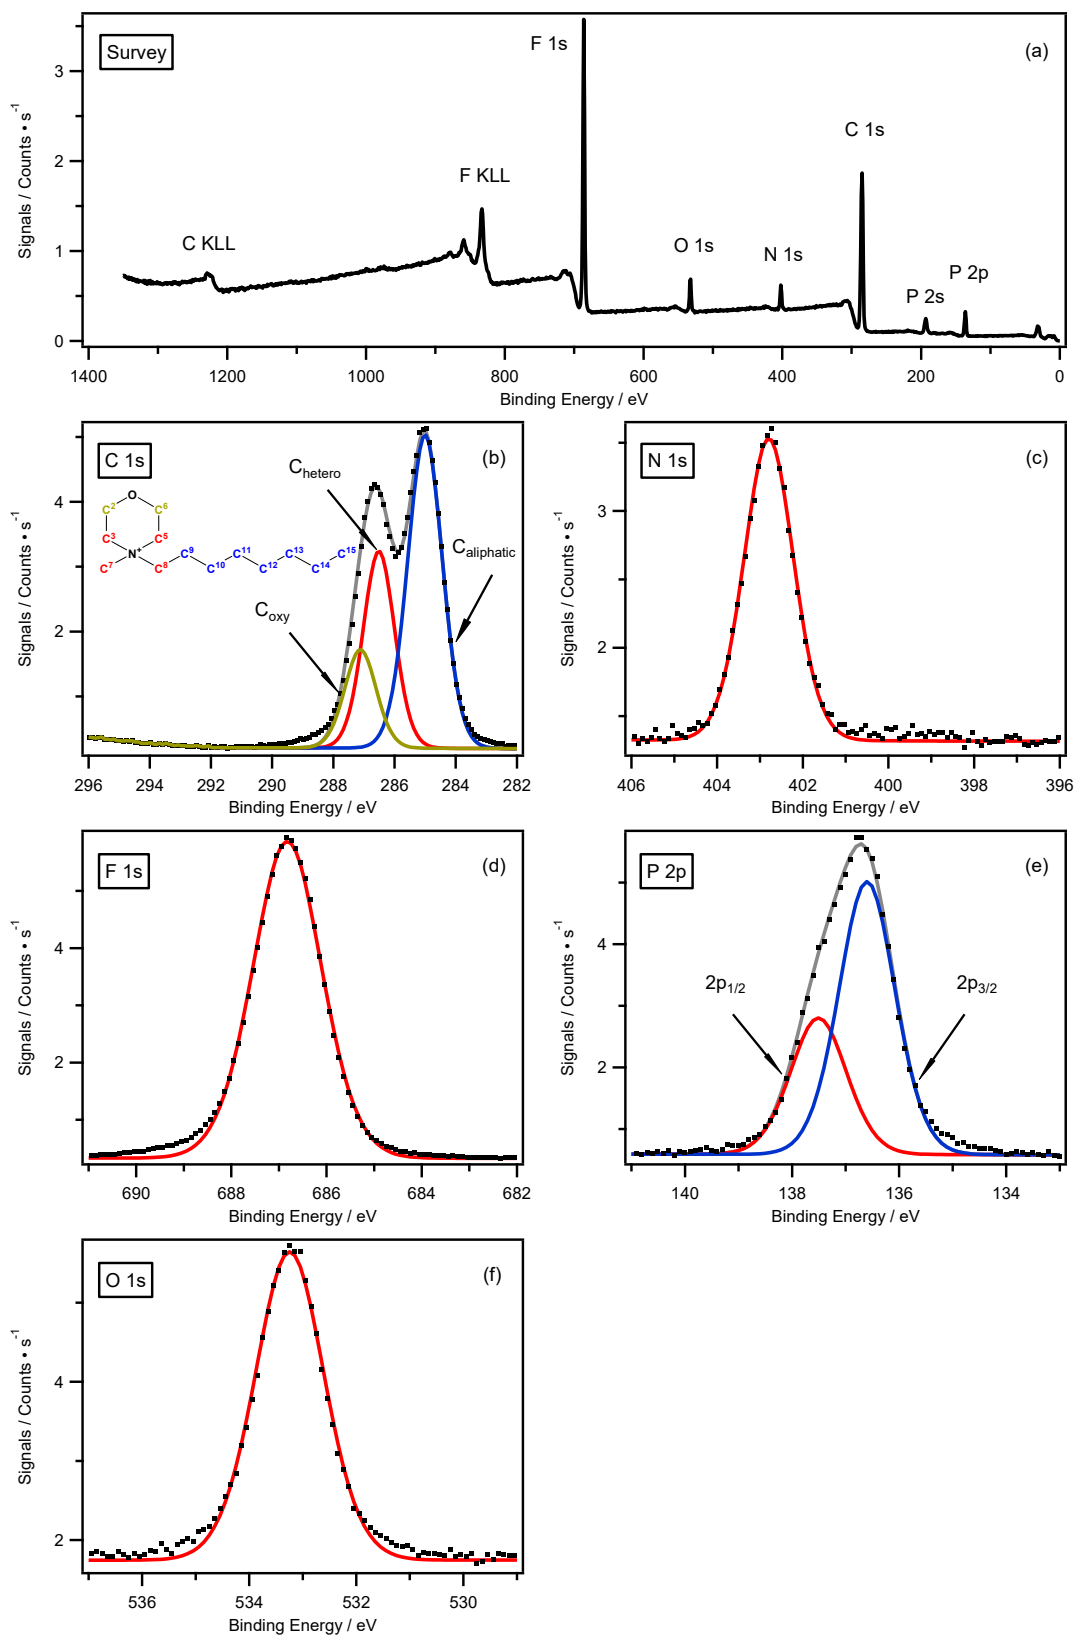 Survey
(a)
F 1s
C 1s
F KLL
C KLL
O 1s
N 1s
P 2p
P 2s
Signals / Counts • s⁻¹
3
2
1
0
1400 1200 1000 800 600 400 200 0
Binding Energy / eV
C 1s
(b)
C_hetero
C_aliphatic
C_oxy
O
C² C⁶
C³ C⁵
N⁺
C⁷ C⁸ C⁹ C¹⁰ C¹¹ C¹² C¹³ C¹⁴ C¹⁵
Signals / Counts • s⁻¹
4
2
296 294 292 290 288 286 284 282
Binding Energy / eV
N 1s
(c)
Signals / Counts • s⁻¹
3
2
406 404 402 400 398 396
Binding Energy / eV
F 1s
(d)
Signals / Counts • s⁻¹
4
2
690 688 686 684 682
Binding Energy / eV
P 2p
(e)
2p₁/₂
2p₃/₂
Signals / Counts • s⁻¹
4
2
140 138 136 134
Binding Energy / eV
O 1s
(f)
Signals / Counts • s⁻¹
4
2
536 534 532 530
Binding Energy / eV